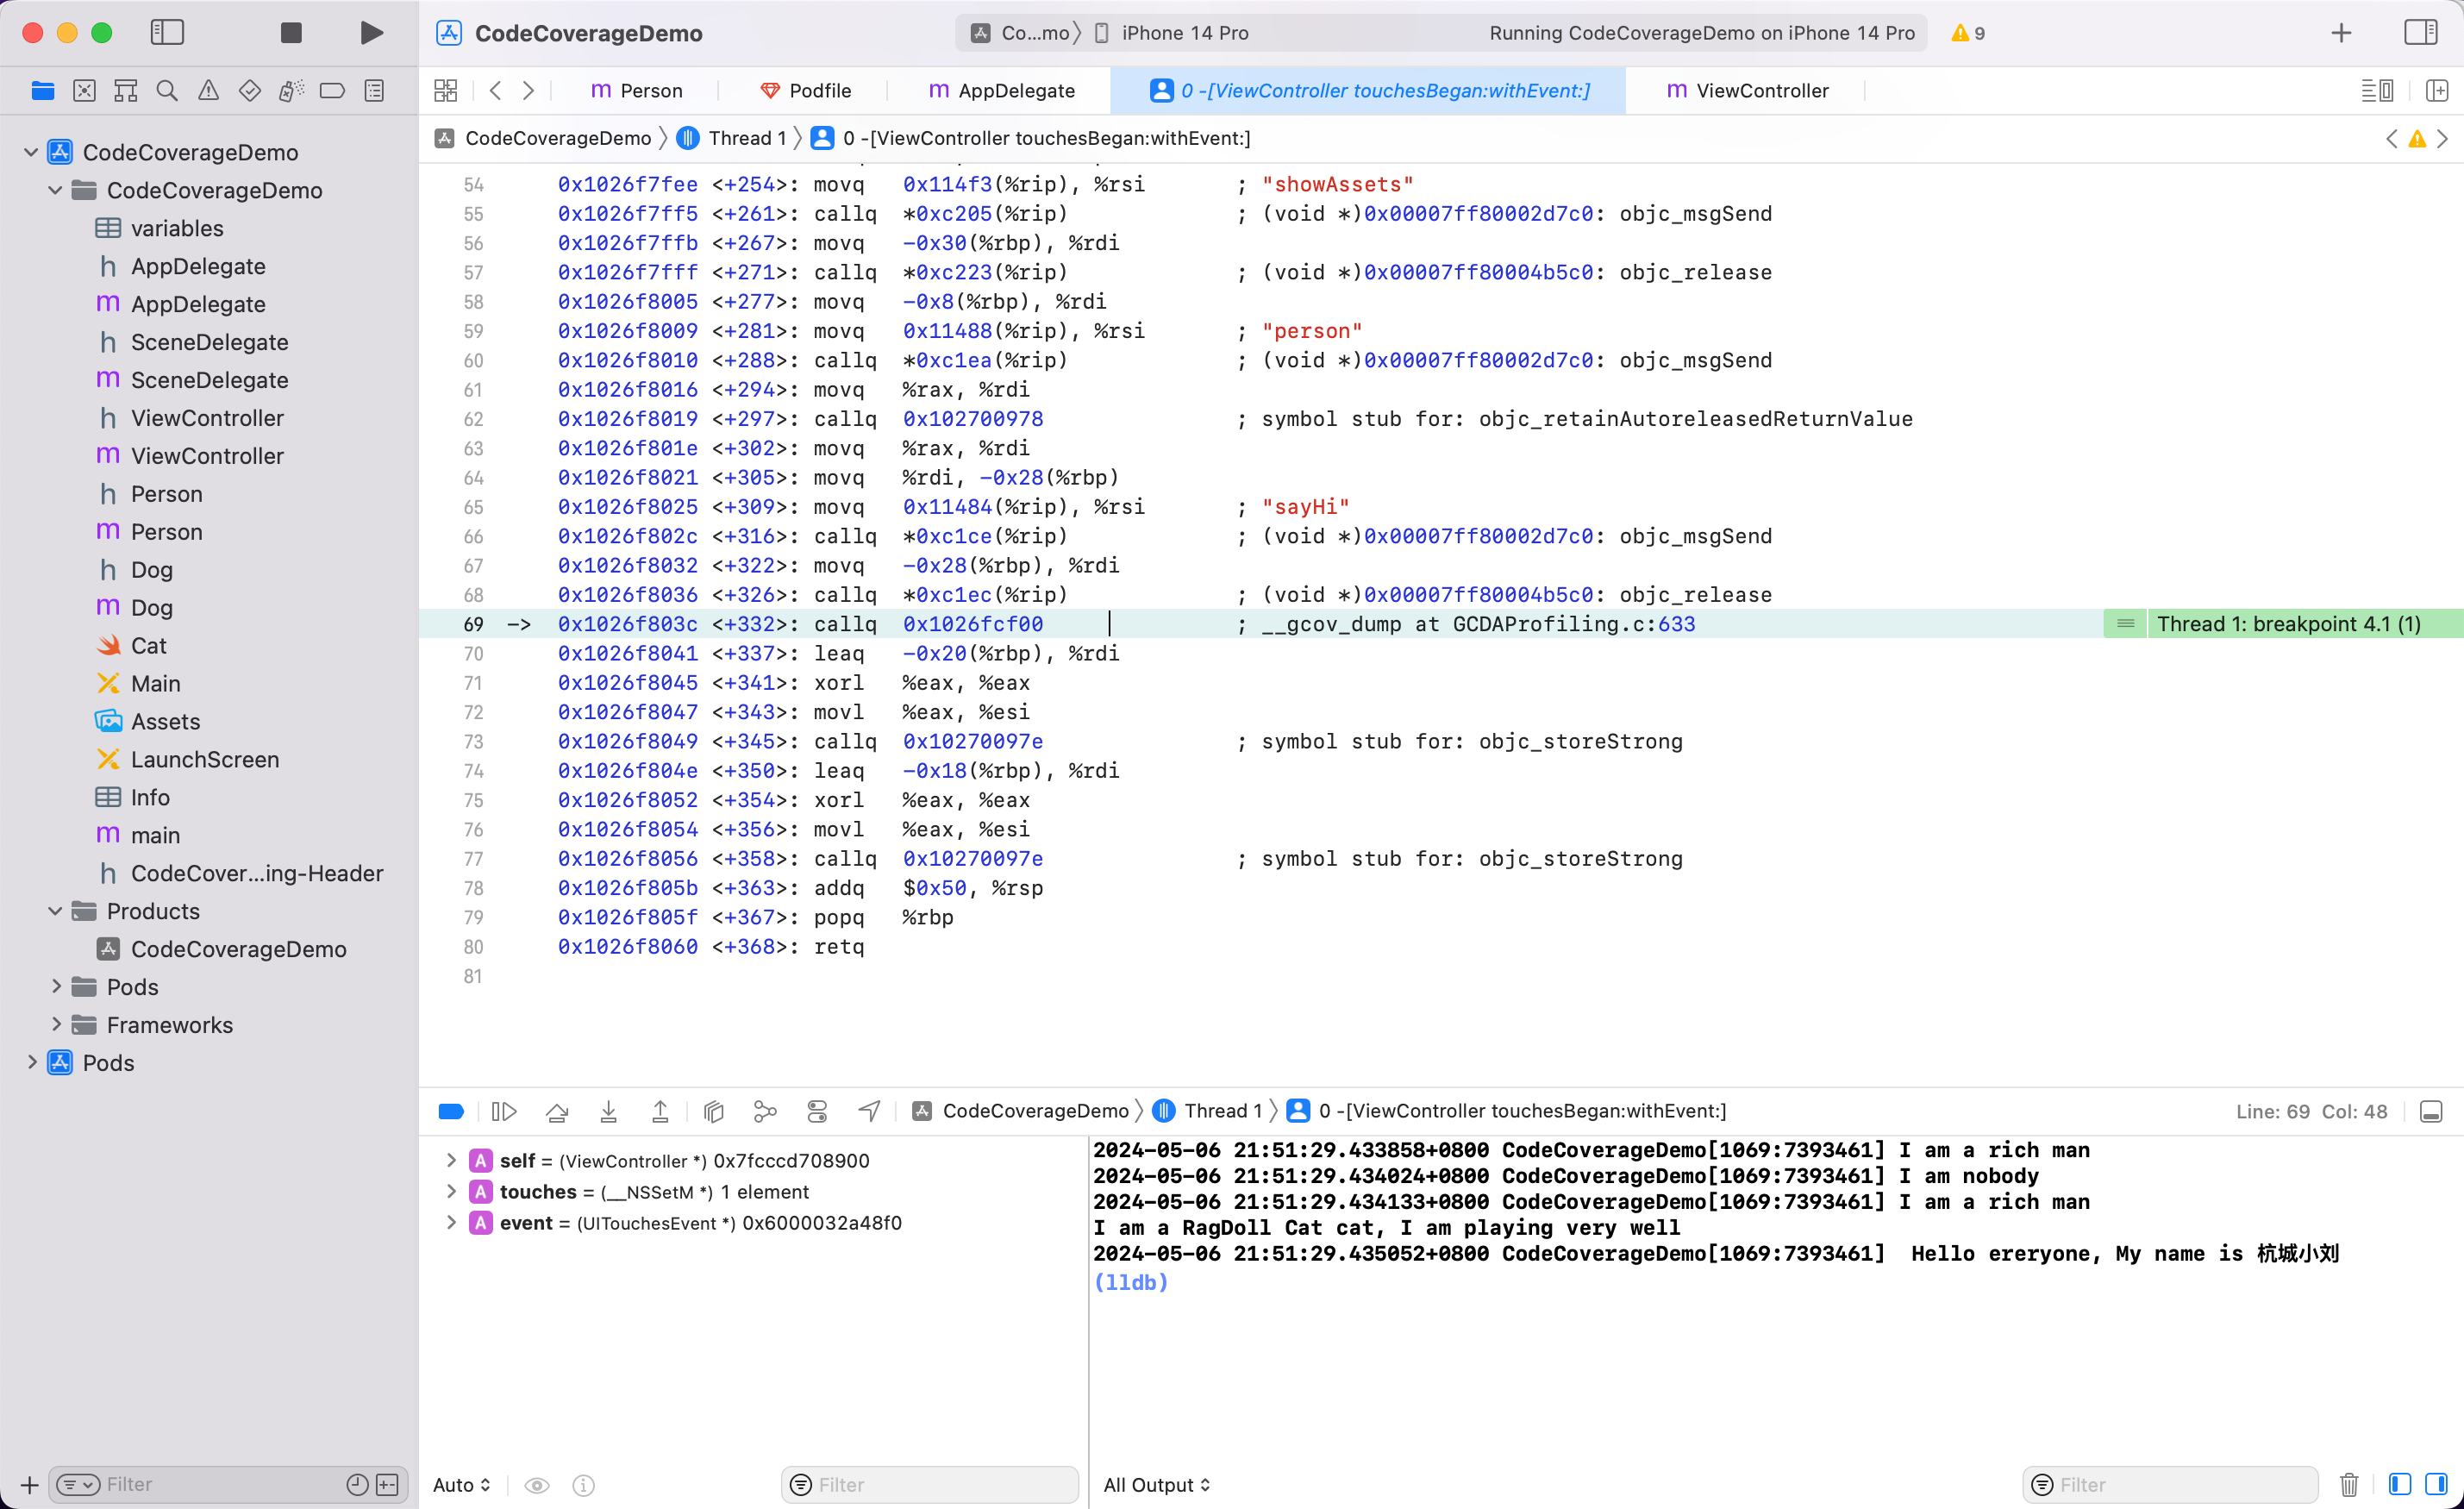 CodeCoverageDemo
Co...mo
iPhone 14 Pro
Running CodeCoverageDemo on iPhone 14 Pro
9
m Person
Podfile
m AppDelegate
0 -[ViewController touchesBegan:withEvent:]
m ViewController
CodeCoverageDemo
Thread 1
0 -[ViewController touchesBegan:withEvent:]
CodeCoverageDemo
CodeCoverageDemo
variables
h AppDelegate
m AppDelegate
h SceneDelegate
m SceneDelegate
h ViewController
m ViewController
h Person
m Person
h Dog
m Dog
Cat
Main
Assets
LaunchScreen
Info
m main
h CodeCover...ing-Header
Products
CodeCoverageDemo
Pods
Frameworks
Pods
Filter
54 0x1026f7fee <+254>: movq 0x114f3(%rip), %rsi ; "showAssets"
55 0x1026f7ff5 <+261>: callq *0xc205(%rip) ; (void *)0x00007ff80002d7c0: objc_msgSend
56 0x1026f7ffb <+267>: movq -0x30(%rbp), %rdi
57 0x1026f7fff <+271>: callq *0xc223(%rip) ; (void *)0x00007ff80004b5c0: objc_release
58 0x1026f8005 <+277>: movq -0x8(%rbp), %rdi
59 0x1026f8009 <+281>: movq 0x11488(%rip), %rsi ; "person"
60 0x1026f8010 <+288>: callq *0xc1ea(%rip) ; (void *)0x00007ff80002d7c0: objc_msgSend
61 0x1026f8016 <+294>: movq %rax, %rdi
62 0x1026f8019 <+297>: callq 0x102700978 ; symbol stub for: objc_retainAutoreleasedReturnValue
63 0x1026f801e <+302>: movq %rax, %rdi
64 0x1026f8021 <+305>: movq %rdi, -0x28(%rbp)
65 0x1026f8025 <+309>: movq 0x11484(%rip), %rsi ; "sayHi"
66 0x1026f802c <+316>: callq *0xc1ce(%rip) ; (void *)0x00007ff80002d7c0: objc_msgSend
67 0x1026f8032 <+322>: movq -0x28(%rbp), %rdi
68 0x1026f8036 <+326>: callq *0xc1ec(%rip) ; (void *)0x00007ff80004b5c0: objc_release
69 -> 0x1026f803c <+332>: callq 0x1026fcf00 ; __gcov_dump at GCDAProfiling.c:633 Thread 1: breakpoint 4.1 (1)
70 0x1026f8041 <+337>: leaq -0x20(%rbp), %rdi
71 0x1026f8045 <+341>: xorl %eax, %eax
72 0x1026f8047 <+343>: movl %eax, %esi
73 0x1026f8049 <+345>: callq 0x10270097e ; symbol stub for: objc_storeStrong
74 0x1026f804e <+350>: leaq -0x18(%rbp), %rdi
75 0x1026f8052 <+354>: xorl %eax, %eax
76 0x1026f8054 <+356>: movl %eax, %esi
77 0x1026f8056 <+358>: callq 0x10270097e ; symbol stub for: objc_storeStrong
78 0x1026f805b <+363>: addq $0x50, %rsp
79 0x1026f805f <+367>: popq %rbp
80 0x1026f8060 <+368>: retq
81
CodeCoverageDemo
Thread 1
0 -[ViewController touchesBegan:withEvent:]
Line: 69 Col: 48
A self = (ViewController *) 0x7fcccd708900
A touches = (__NSSetM *) 1 element
A event = (UITouchesEvent *) 0x6000032a48f0
Auto
Filter
2024-05-06 21:51:29.433858+0800 CodeCoverageDemo[1069:7393461] I am a rich man
2024-05-06 21:51:29.434024+0800 CodeCoverageDemo[1069:7393461] I am nobody
2024-05-06 21:51:29.434133+0800 CodeCoverageDemo[1069:7393461] I am a rich man
I am a RagDoll Cat cat, I am playing very well
2024-05-06 21:51:29.435052+0800 CodeCoverageDemo[1069:7393461]  Hello ereryone, My name is 杭城小刘
(lldb)
All Output
Filter